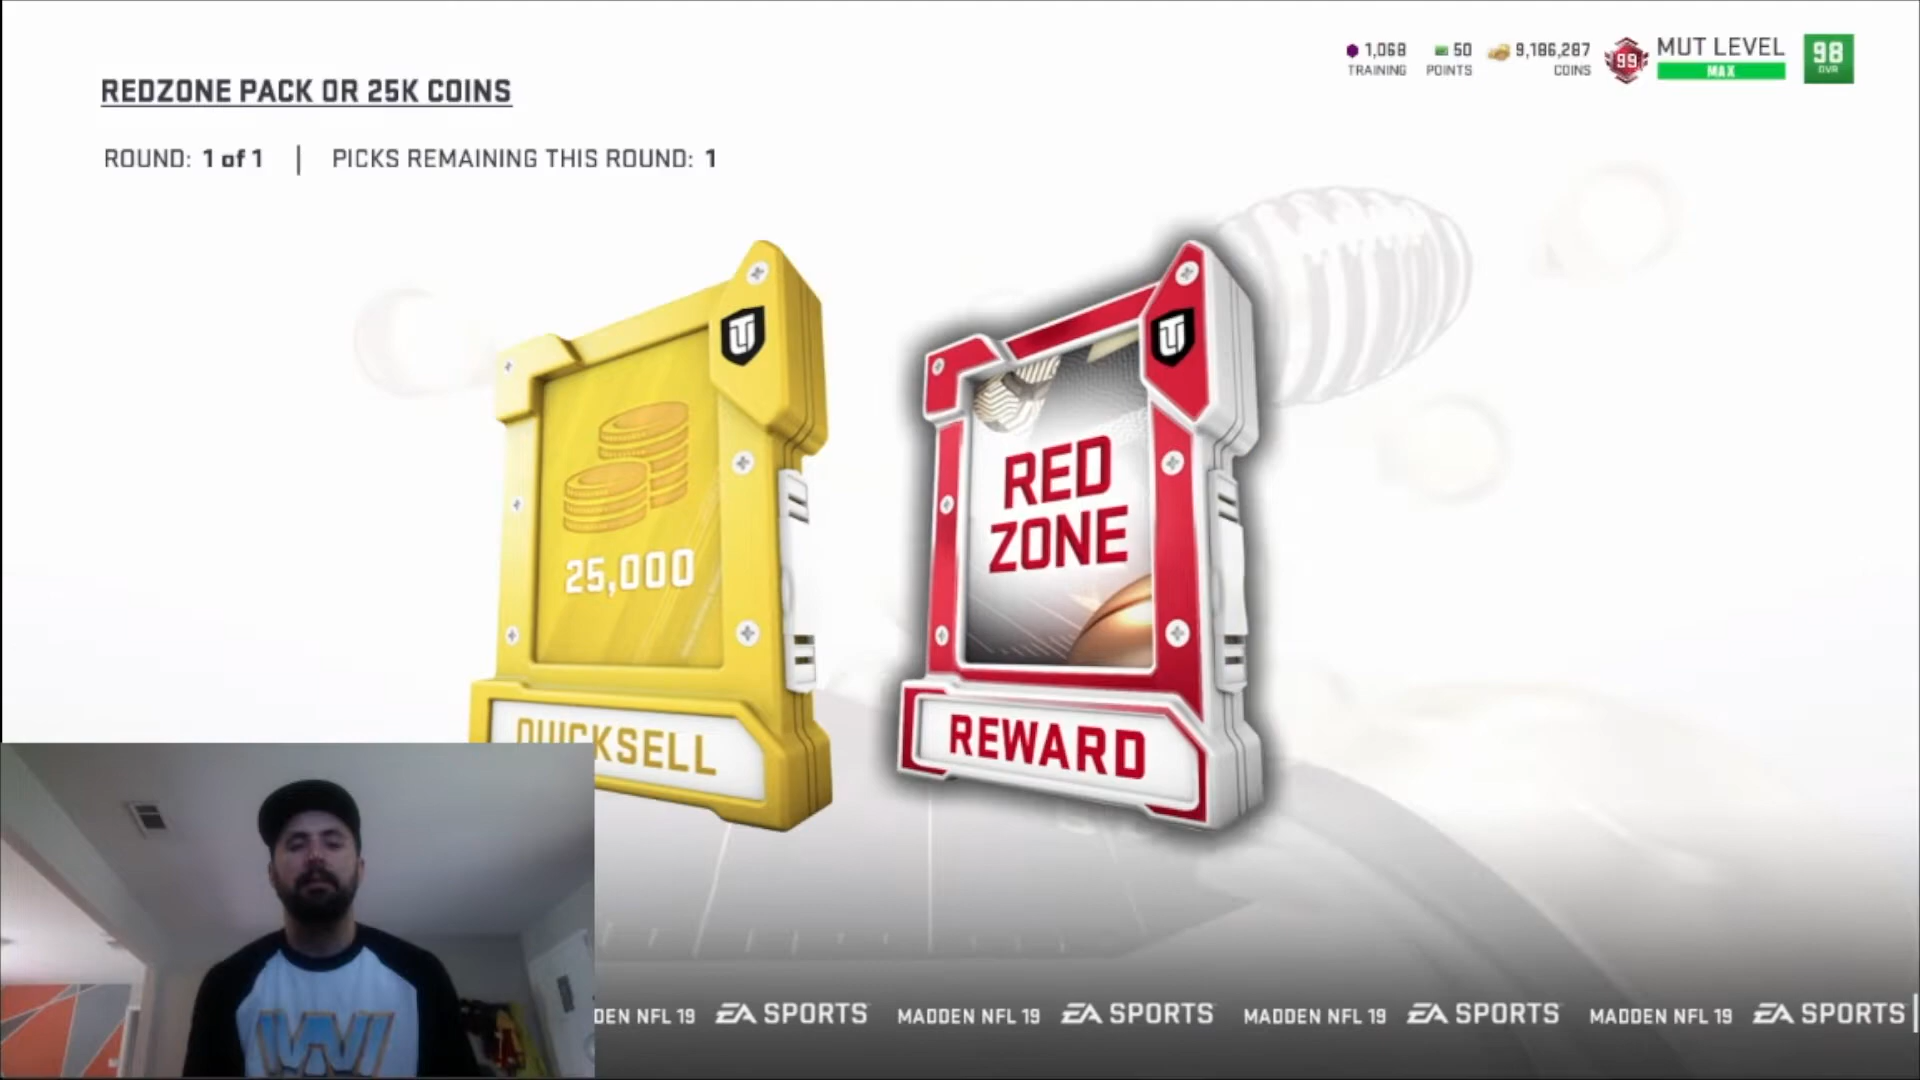 1,068
TRAINING
50
POINTS
9,186,287
COINS
99
MUT LEVEL
MAX
98
OVR
REDZONE PACK OR 25K COINS
ROUND: 1 of 1 | PICKS REMAINING THIS ROUND: 1
25,000
QUICKSELL
RED
ZONE
REWARD
DEN NFL 19 EA SPORTS MADDEN NFL 19 EA SPORTS MADDEN NFL 19 EA SPORTS MADDEN NFL 19 EA SPORTS